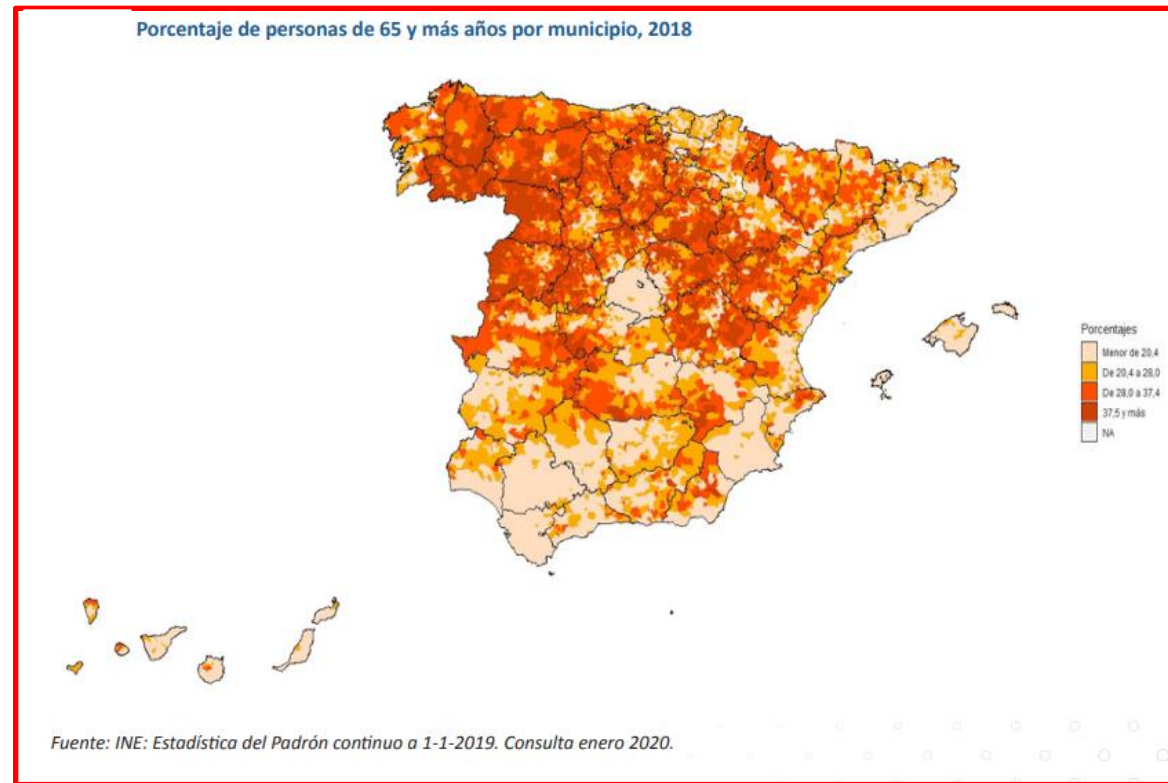 Porcentaje de personas de 65 y más años por municipio, 2018
Porcentajes
Menor de 20,4
De 20,4 a 28,0
De 28,0 a 37,4
37,5 y más
NA
Fuente: INE: Estadística del Padrón continuo a 1-1-2019. Consulta enero 2020.